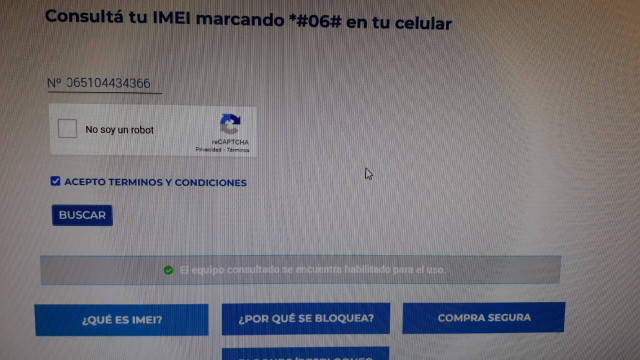 Consultá tu IMEI marcando *#06# en tu celular
Nº 065104434366
No soy un robot
reCAPTCHA
Privacidad - Términos
ACEPTO TERMINOS Y CONDICIONES
BUSCAR
El equipo consultado se encuentra habilitado para el uso.
¿QUÉ ES IMEI?
¿POR QUÉ SE BLOQUEA?
COMPRA SEGURA